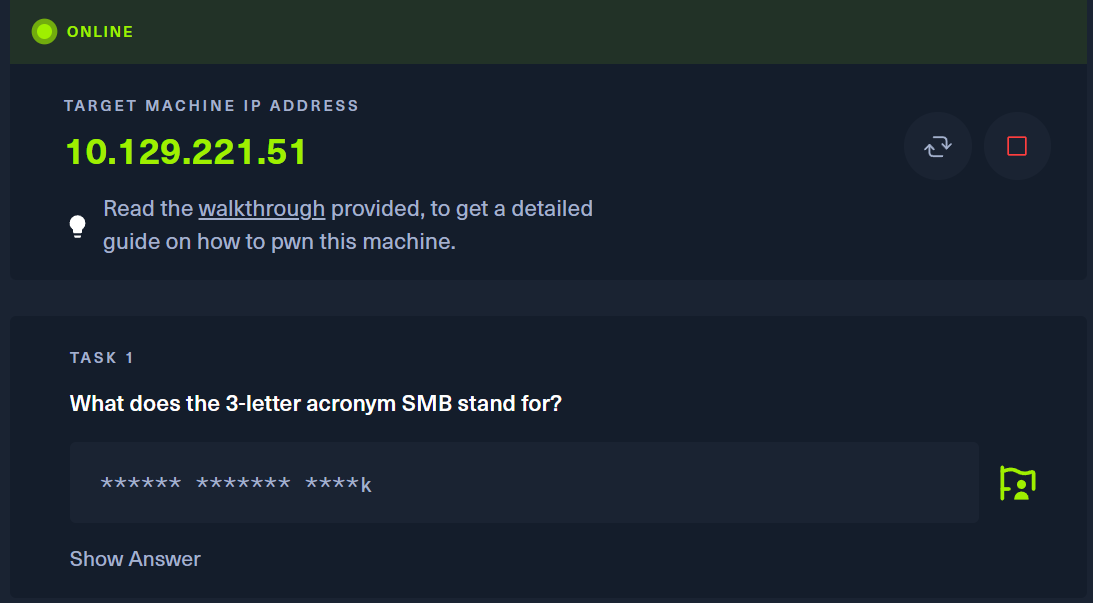 ONLINE
TARGET MACHINE IP ADDRESS
10.129.221.51
Read the walkthrough provided, to get a detailed
guide on how to pwn this machine.
TASK 1
What does the 3-letter acronym SMB stand for?
****** ******* ****k
Show Answer